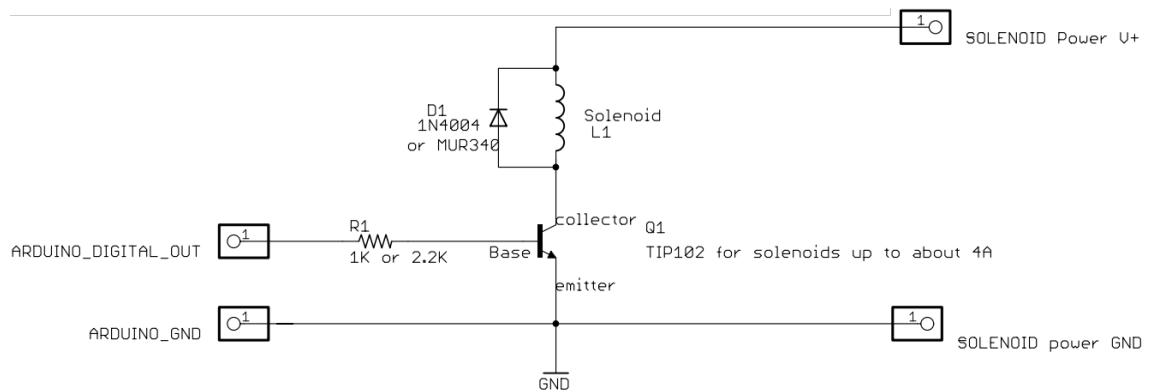 1
SOLENOID Power V+
D1
1N4004
or MUR340
Solenoid
L1
collector
Q1
TIP102 for solenoids up to about 4A
R1
1K or 2.2K
1
ARDUINO_DIGITAL_OUT
Base
emitter
1
ARDUINO_GND
1
SOLENOID power GND
GND